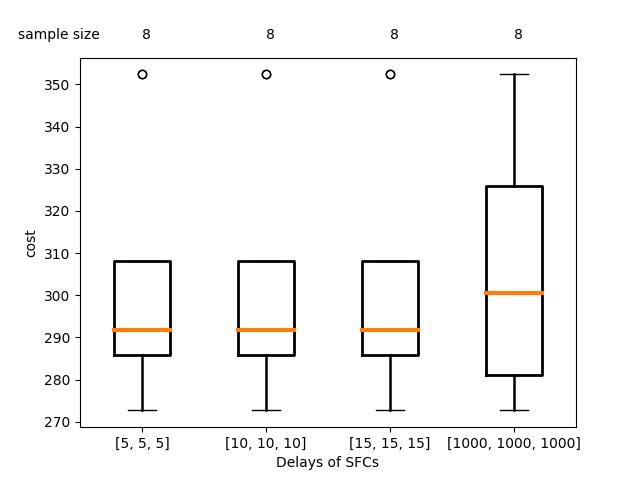 sample size 8 8 8 8
350
340
330
320
310
300
290
280
270
cost
[5, 5, 5] [10, 10, 10] [15, 15, 15] [1000, 1000, 1000]
Delays of SFCs